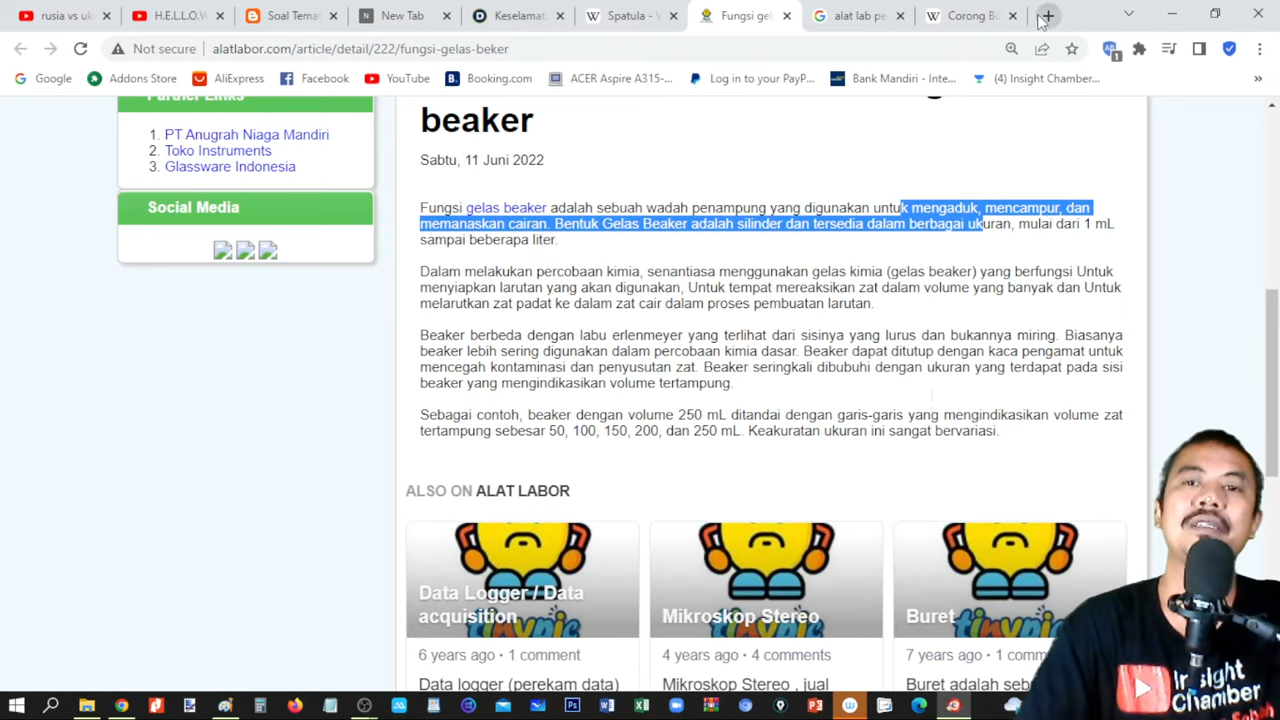 rusia vs uk
H.E.L.L.O.W
Soal Temat
New Tab
Keselamat
Spatula - W
Fungsi gel
alat lab pe
Corong Bu
Not secure
alatlabor.com/article/detail/222/fungsi-gelas-beker
Google
Addons Store
AliExpress
Facebook
YouTube
Booking.com
ACER Aspire A315-...
Log in to your PayP...
Bank Mandiri - Inte...
(4) Insight Chamber...
»
Partner Links
1. PT Anugrah Niaga Mandiri
2. Toko Instruments
3. Glassware Indonesia
Social Media
beaker
Sabtu, 11 Juni 2022
Fungsi gelas beaker adalah sebuah wadah penampung yang digunakan untuk mengaduk, mencampur, dan
memanaskan cairan. Bentuk Gelas Beaker adalah silinder dan tersedia dalam berbagai ukuran, mulai dari 1 mL
sampai beberapa liter.
Dalam melakukan percobaan kimia, senantiasa menggunakan gelas kimia (gelas beaker) yang berfungsi Untuk
menyiapkan larutan yang akan digunakan, Untuk tempat mereaksikan zat dalam volume yang banyak dan Untuk
melarutkan zat padat ke dalam zat cair dalam proses pembuatan larutan.
Beaker berbeda dengan labu erlenmeyer yang terlihat dari sisinya yang lurus dan bukannya miring. Biasanya
beaker lebih sering digunakan dalam percobaan kimia dasar. Beaker dapat ditutup dengan kaca pengamat untuk
mencegah kontaminasi dan penyusutan zat. Beaker seringkali dibubuhi dengan ukuran yang terdapat pada sisi
beaker yang mengindikasikan volume tertampung.
Sebagai contoh, beaker dengan volume 250 mL ditandai dengan garis-garis yang mengindikasikan volume zat
tertampung sebesar 50, 100, 150, 200, dan 250 mL. Keakuratan ukuran ini sangat bervariasi.
ALSO ON ALAT LABOR
Data Logger / Data
acquisition
tinypic
6 years ago • 1 comment
Data logger (perekam data)
Mikroskop Stereo
tinypic
4 years ago • 4 comments
Mikroskop Stereo , jual
Buret
tinypic
7 years ago • 1 com
Buret adalah seb
Insight
Chamber